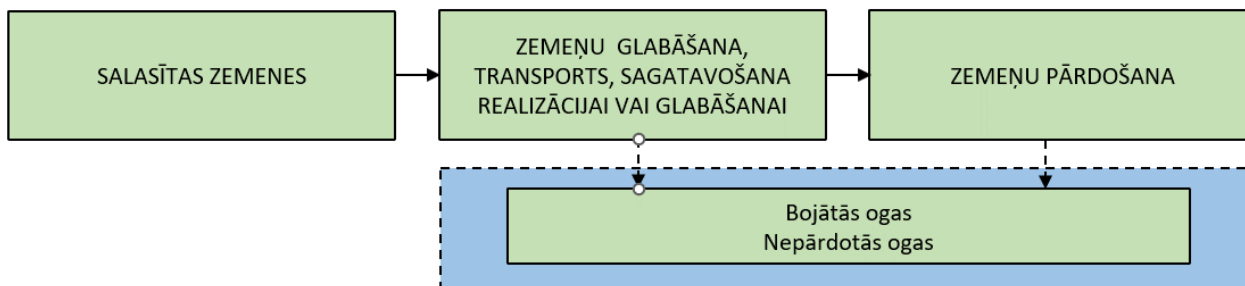 SALASĪTAS ZEMENES
ZEMEŅU GLABĀŠANA,
TRANSPORTS, SAGATAVOŠANA
REALIZĀCIJAI VAI GLABĀŠANAI
ZEMEŅU PĀRDOŠANA
Bojātās ogas
Nepārdotās ogas